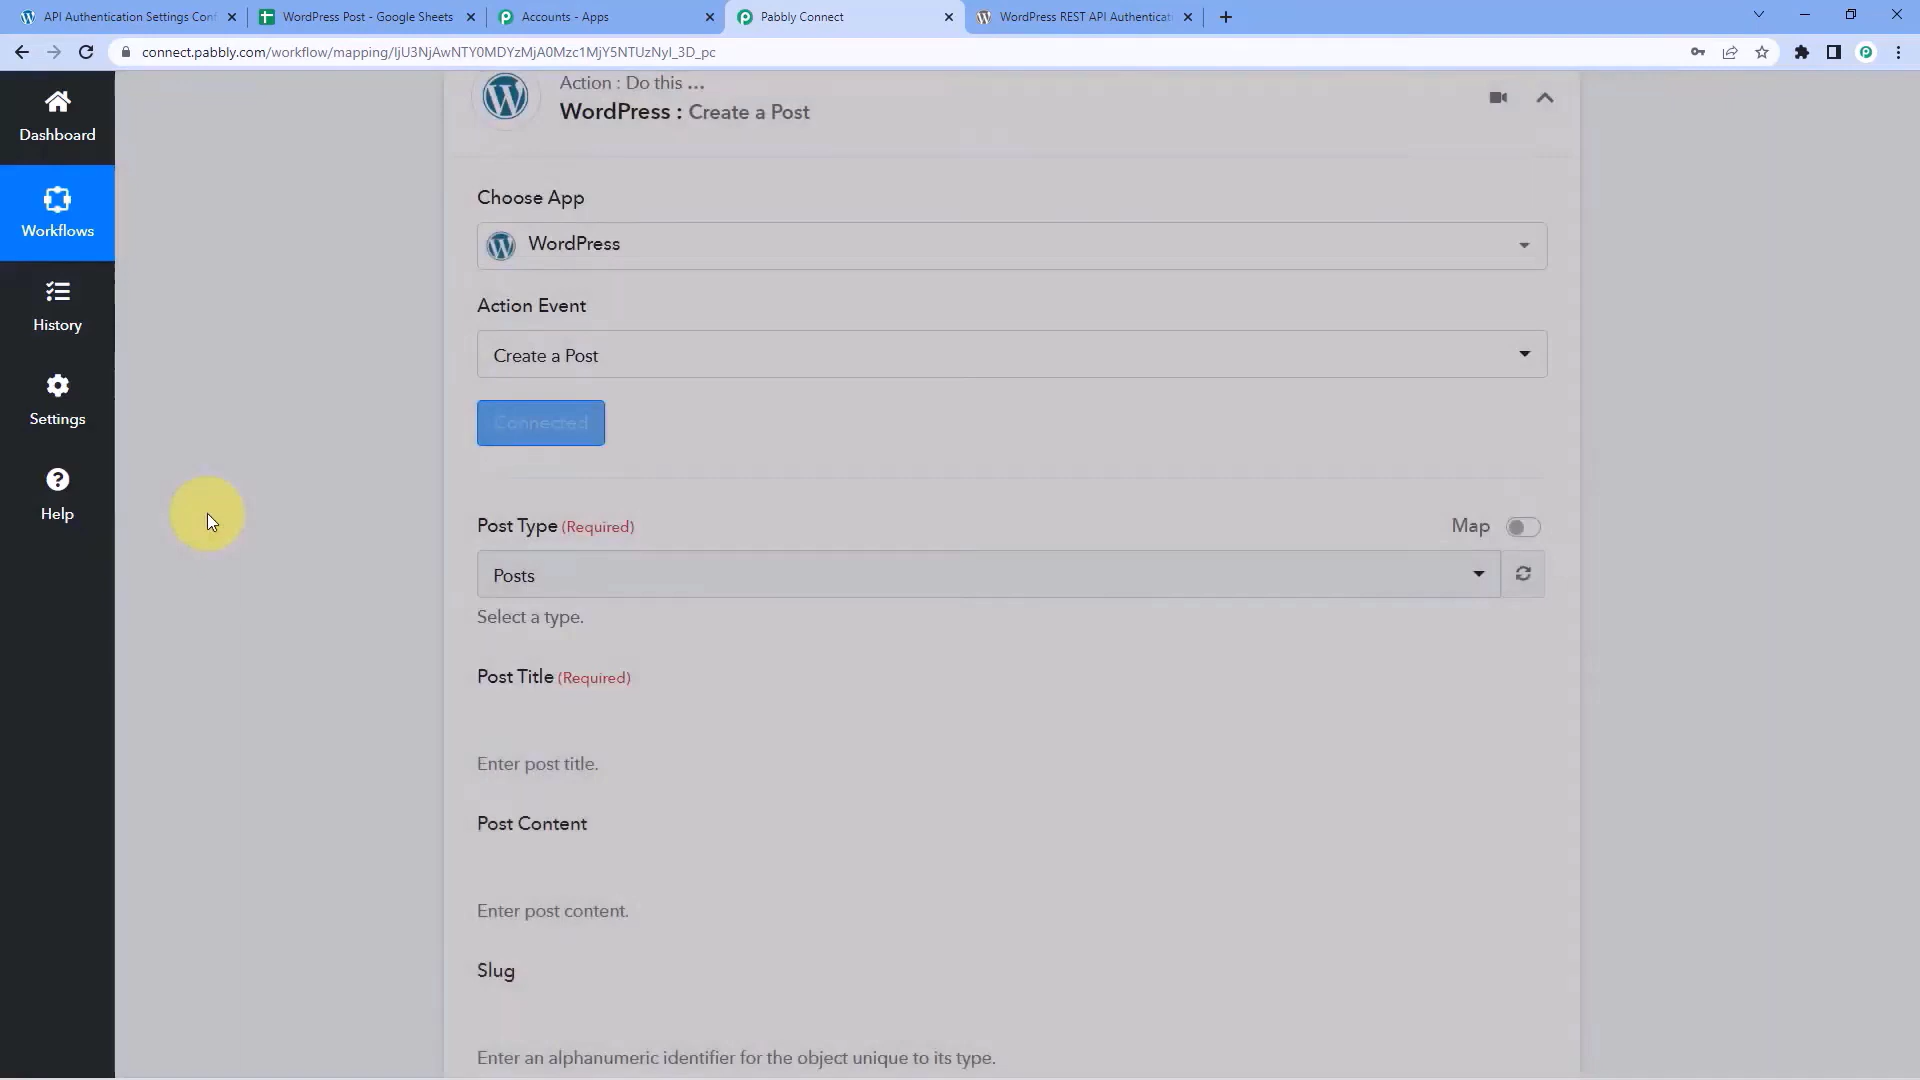 API Authentication Settings Conf
WordPress Post - Google Sheets
Accounts - Apps
Pabbly Connect
WordPress REST API Authenticati
connect.pabbly.com/workflow/mapping/
Action : Do this ...
WordPress : Create a Post
Dashboard
Workflows
History
Settings
Help
Choose App
WordPress
Action Event
Create a Post
Connected
Post Type (Required)
Map
Posts
Select a type.
Post Title (Required)
Enter post title.
Post Content
Enter post content.
Slug
Enter an alphanumeric identifier for the object unique to its type.